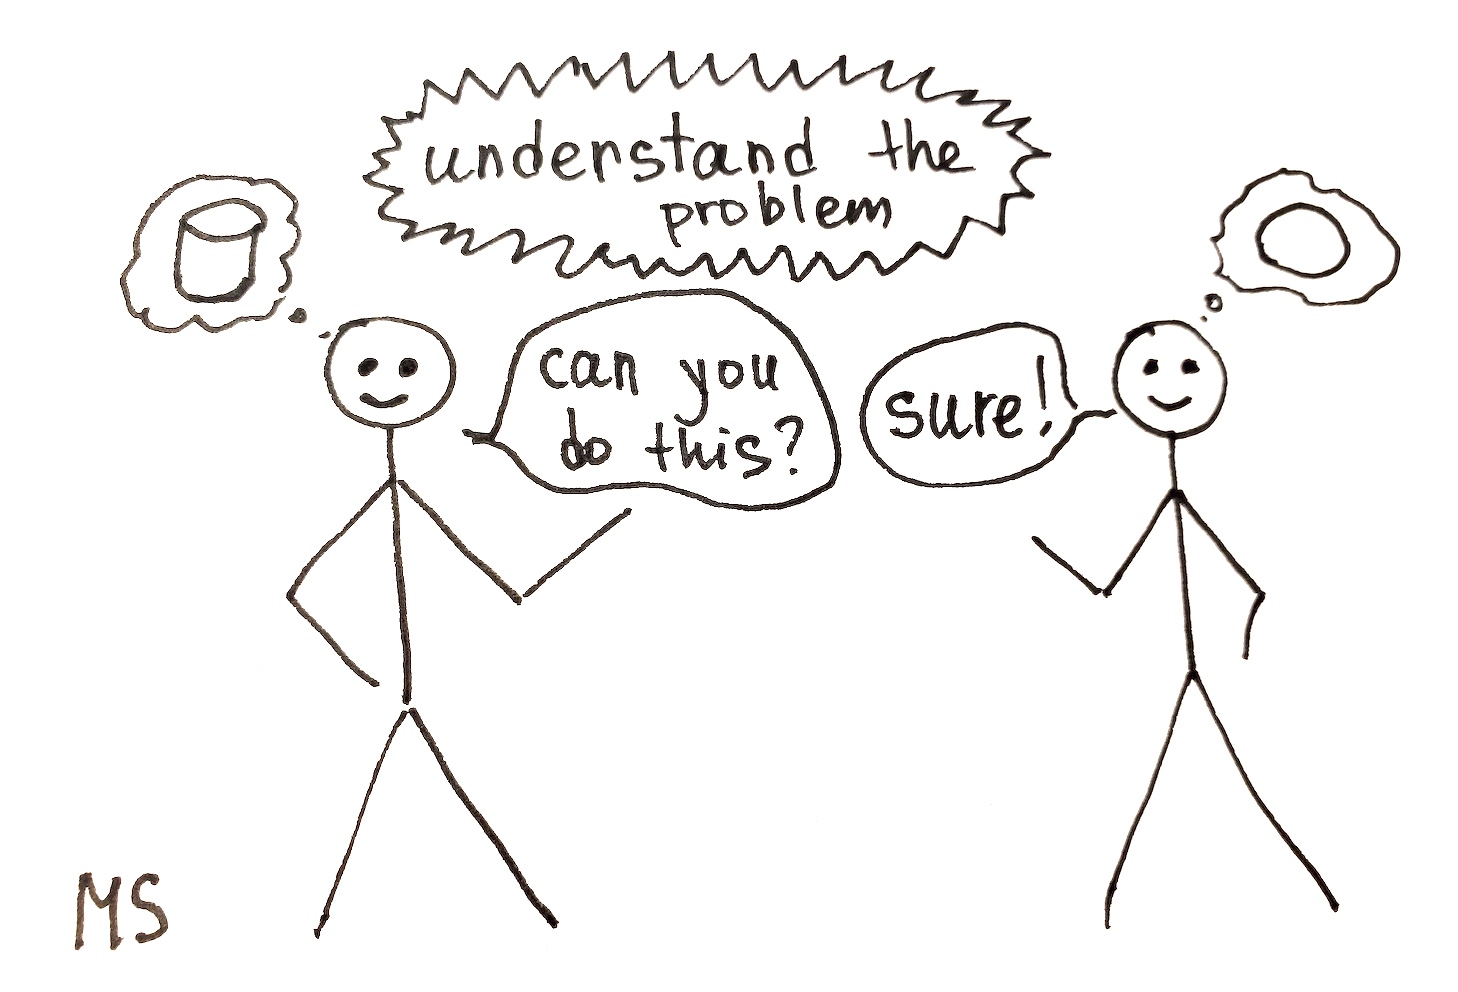 understand the
problem
can you
do this?
sure!
MS